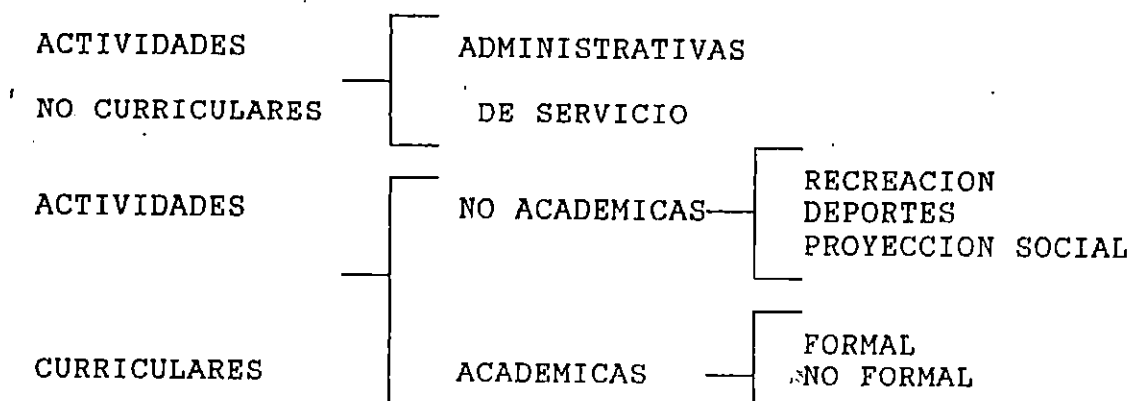 ACTIVIDADES
NO CURRICULARES
ADMINISTRATIVAS
DE SERVICIO
ACTIVIDADES
CURRICULARES
NO ACADEMICAS
RECREACION
DEPORTES
PROYECCION SOCIAL
ACADEMICAS
FORMAL
NO FORMAL